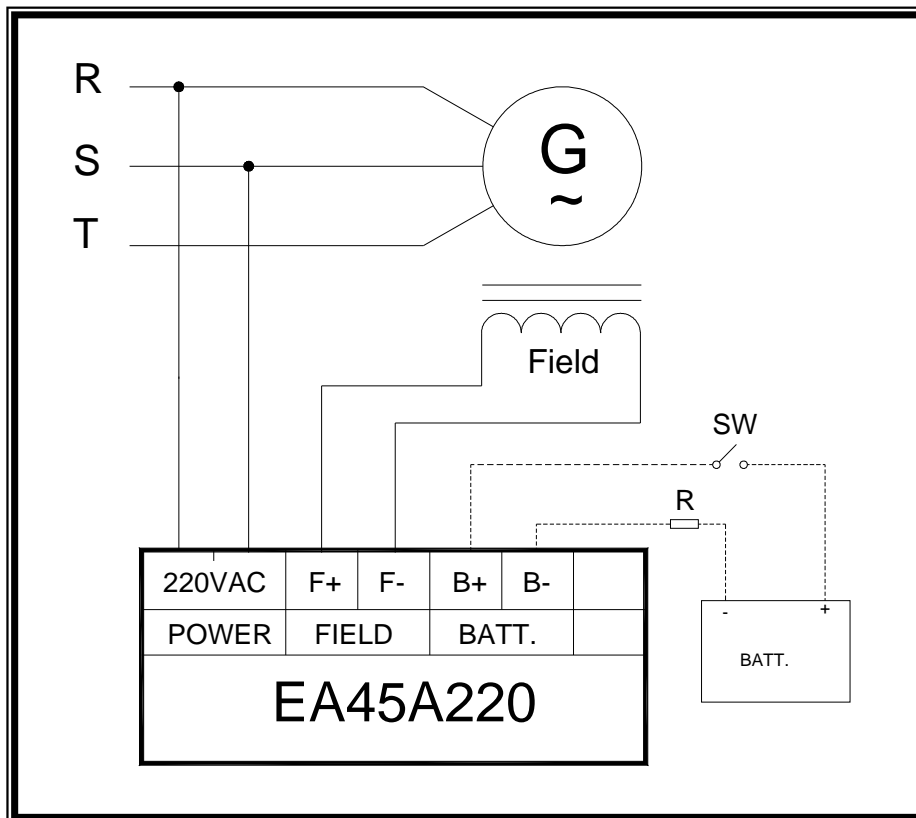 R
S
T
G
~
Field
SW
R
220VAC F+ F- B+ B-
POWER FIELD BATT.
EA45A220
- +
BATT.